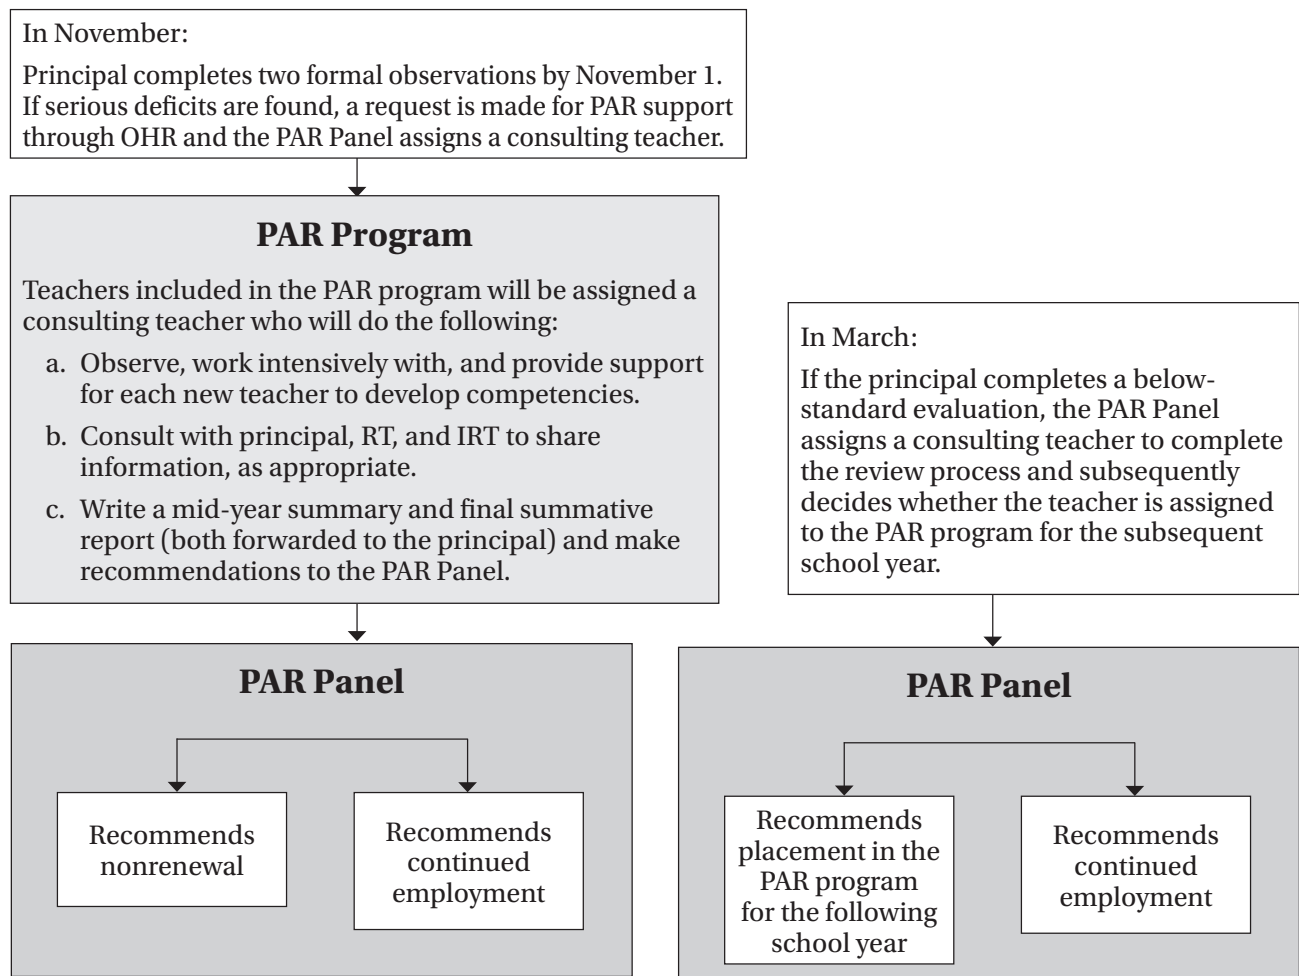 In November:
Principal completes two formal observations by November 1.
If serious deficits are found, a request is made for PAR support
through OHR and the PAR Panel assigns a consulting teacher.
PAR Program
Teachers included in the PAR program will be assigned a
consulting teacher who will do the following:
a. Observe, work intensively with, and provide support
for each new teacher to develop competencies.
b. Consult with principal, RT, and IRT to share
information, as appropriate.
c. Write a mid-year summary and final summative
report (both forwarded to the principal) and make
recommendations to the PAR Panel.
In March:
If the principal completes a below-
standard evaluation, the PAR Panel
assigns a consulting teacher to complete
the review process and subsequently
decides whether the teacher is assigned
to the PAR program for the subsequent
school year.
PAR Panel
Recommends
nonrenewal
Recommends
continued
employment
PAR Panel
Recommends
placement in the
PAR program
for the following
school year
Recommends
continued
employment